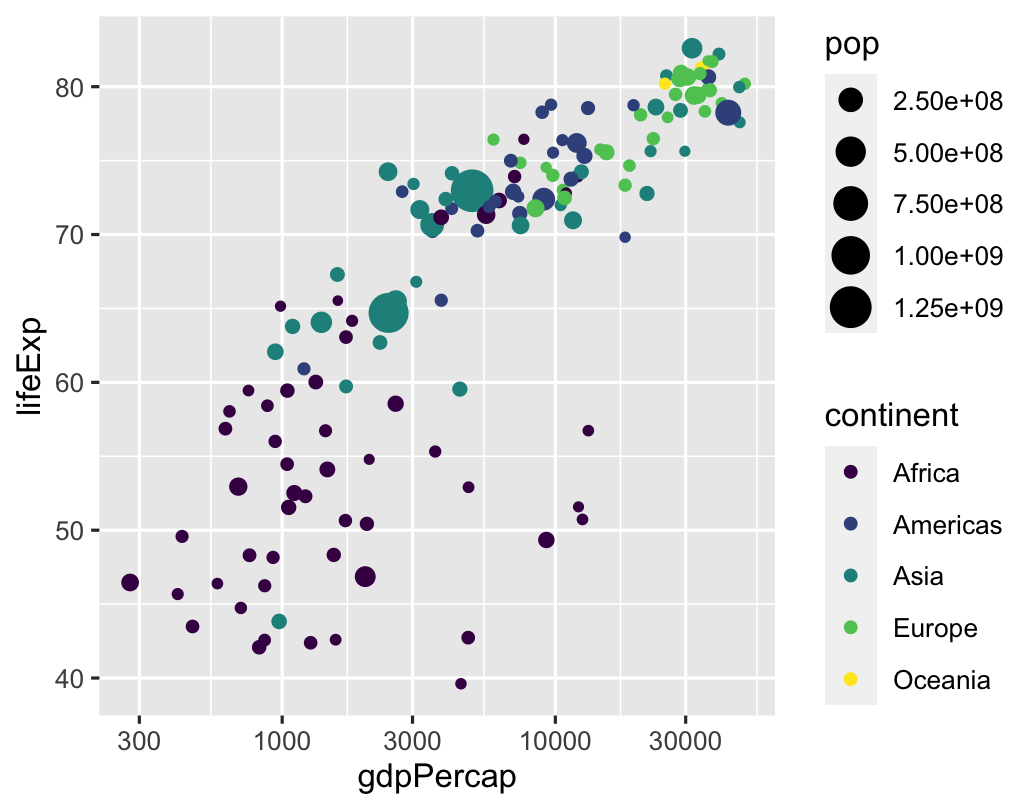 80
70
60
50
40
lifeExp
300
1000
3000
10000
30000
gdpPercap
pop
2.50e+08
5.00e+08
7.50e+08
1.00e+09
1.25e+09
continent
Africa
Americas
Asia
Europe
Oceania